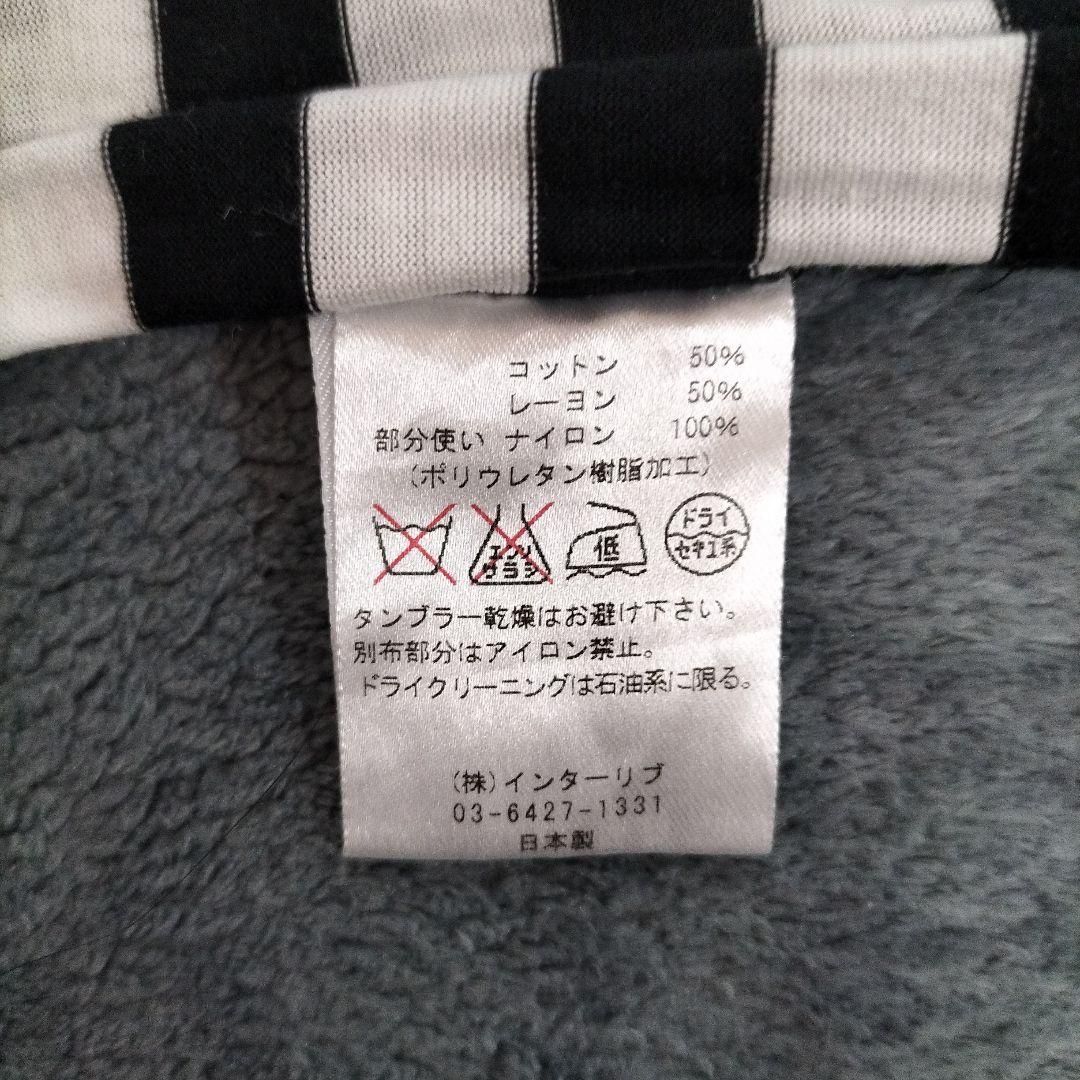 コットン 50%
レーヨン 50%
部分使い ナイロン 100%
(ポリウレタン樹脂加工)
エンソ
サラシ
低
ドライ
セキユ系
タンブラー乾燥はお避け下さい。
別布部分はアイロン禁止。
ドライクリーニングは石油系に限る。
(株)インターリブ
03-6427-1331
日本製